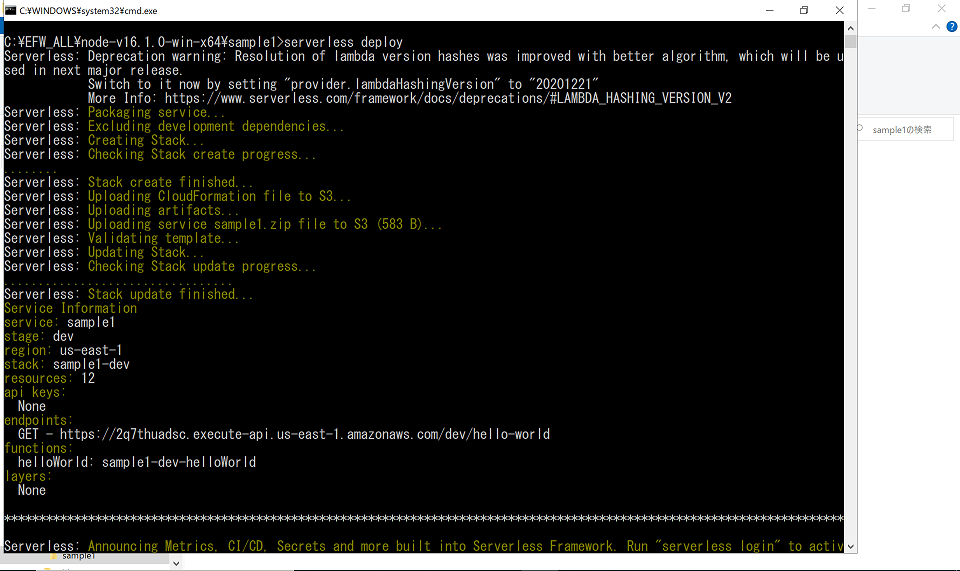 C:¥WINDOWS¥system32¥cmd.exe
C:¥EFW_ALL¥node-v16.1.0-win-x64¥sample1>serverless deploy
Serverless: Deprecation warning: Resolution of lambda version hashes was improved with better algorithm, which will be u
sed in next major release.
Switch to it now by setting "provider.lambdaHashingVersion" to "20201221"
More Info: https://www.serverless.com/framework/docs/deprecations/#LAMBDA_HASHING_VERSION_V2
Serverless: Packaging service...
Serverless: Excluding development dependencies...
Serverless: Creating Stack...
Serverless: Checking Stack create progress...
........
Serverless: Stack create finished...
Serverless: Uploading CloudFormation file to S3...
Serverless: Uploading artifacts...
Serverless: Uploading service sample1.zip file to S3 (583 B)...
Serverless: Validating template...
Serverless: Updating Stack...
Serverless: Checking Stack update progress...
.................................
Serverless: Stack update finished...
Service Information
service: sample1
stage: dev
region: us-east-1
stack: sample1-dev
resources: 12
api keys:
None
endpoints:
GET - https://2q7thuadsc.execute-api.us-east-1.amazonaws.com/dev/hello-world
functions:
helloWorld: sample1-dev-helloWorld
layers:
None
************************************************************************************************************************
Serverless: Announcing Metrics, CI/CD, Secrets and more built into Serverless Framework. Run "serverless login" to activ
sample1の検索
sample1